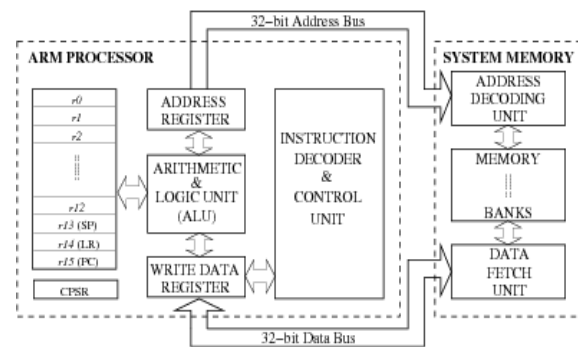 32-bit Address Bus
ARM PROCESSOR
SYSTEM MEMORY
r0
r1
r2
r12
r13 (SP)
r14 (LR)
r15 (PC)
CPSR
ADDRESS
REGISTER
ARITHMETIC
&
LOGIC UNIT
(ALU)
WRITE DATA
REGISTER
INSTRUCTION
DECODER
&
CONTROL
UNIT
ADDRESS
DECODING
UNIT
MEMORY
BANKS
DATA
FETCH
UNIT
32-bit Data Bus